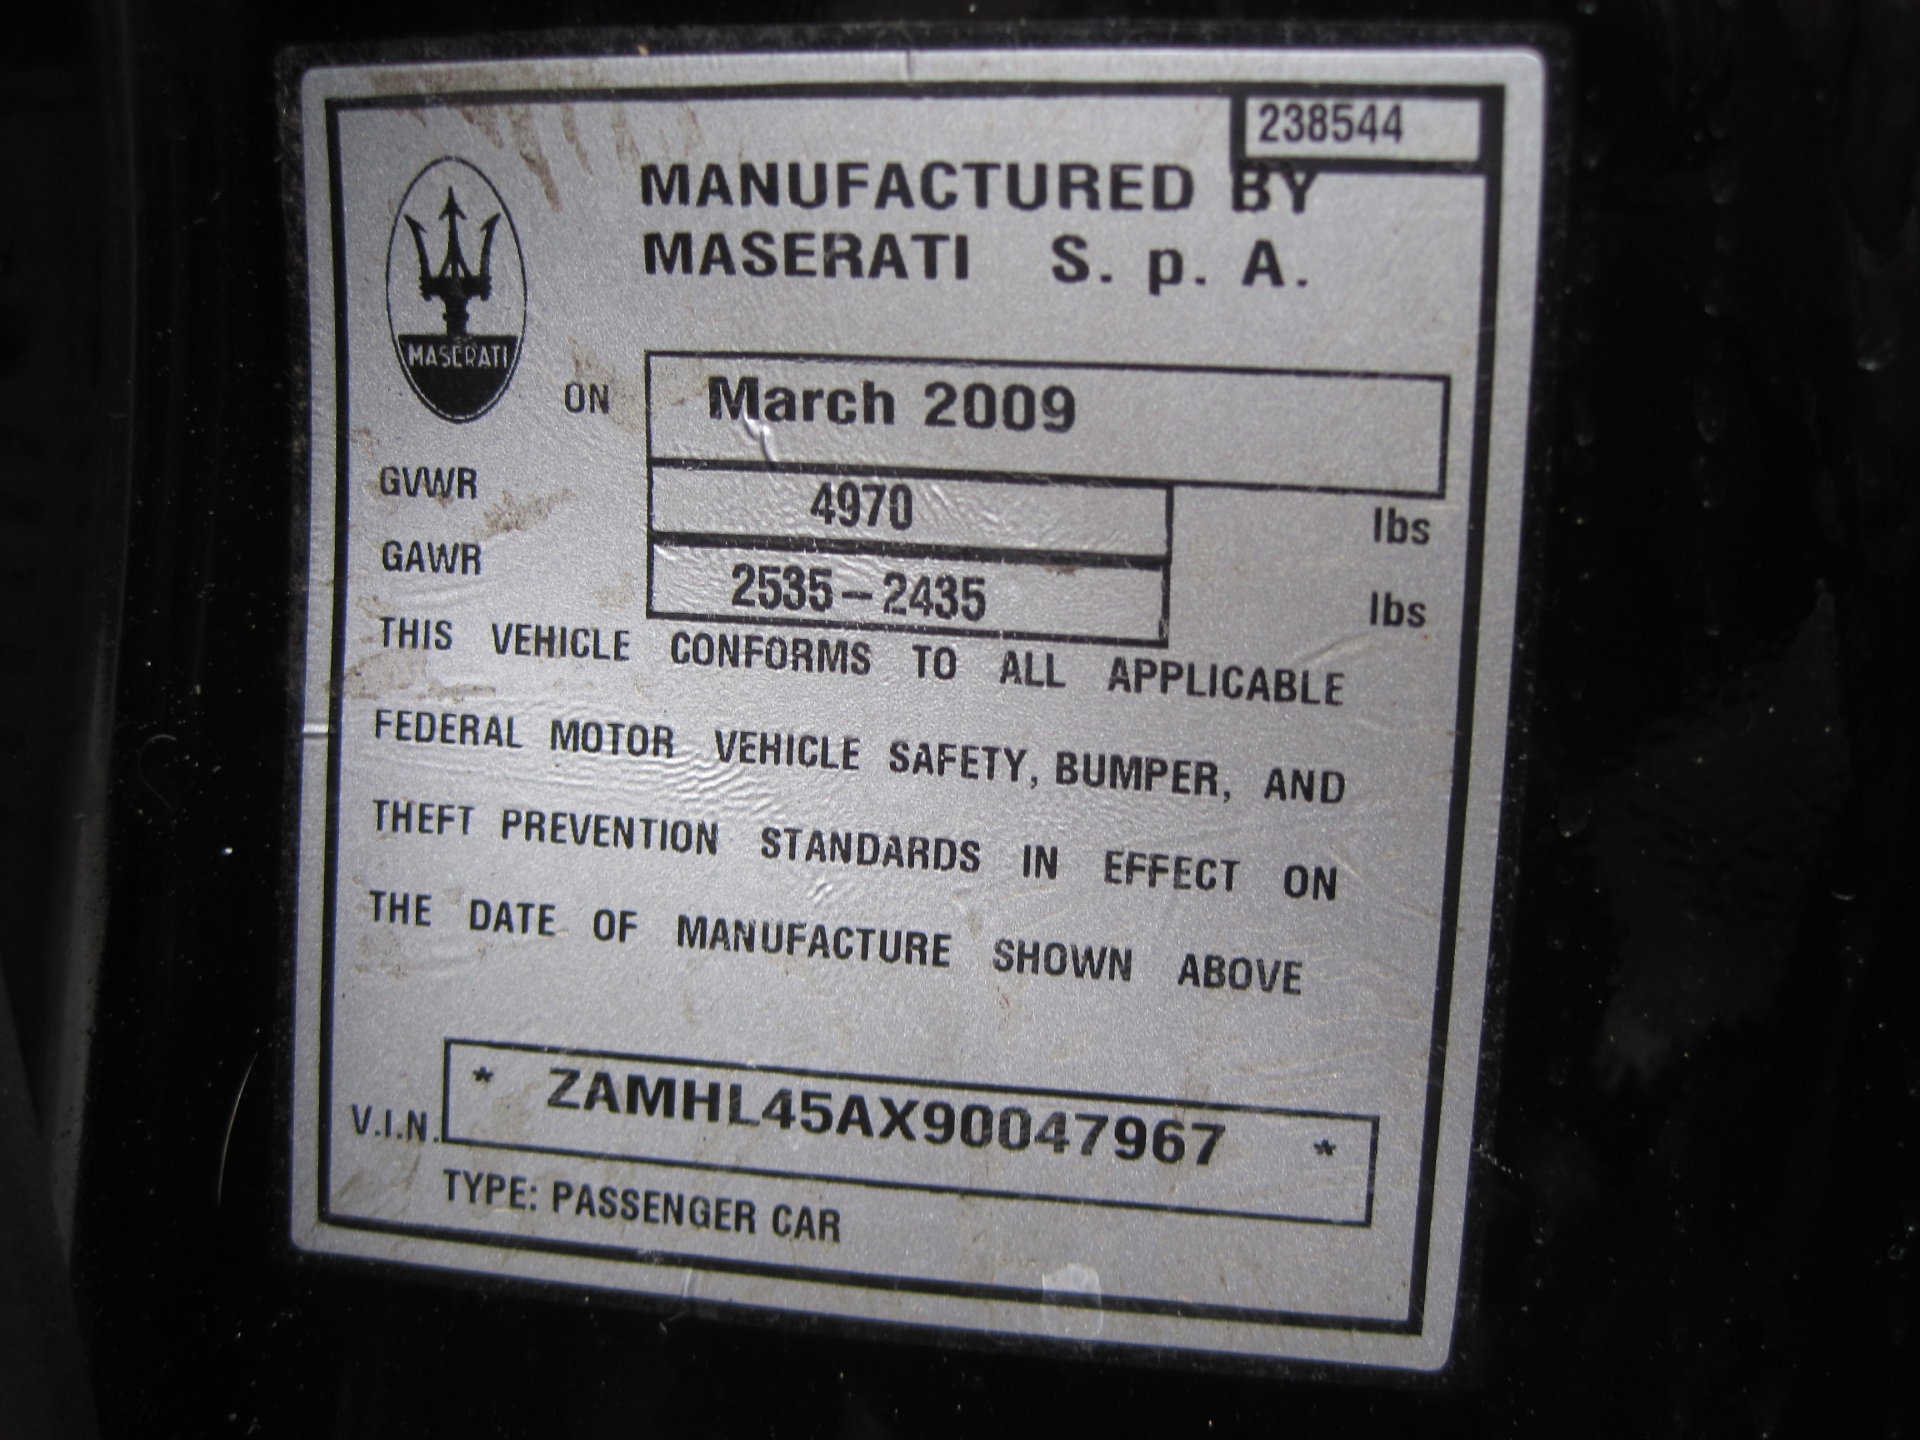 238544
MANUFACTURED BY
MASERATI S. p. A.
MASERATI
ON March 2009
GVWR 4970 lbs
GAWR 2535-2435 lbs
THIS VEHICLE CONFORMS TO ALL APPLICABLE
FEDERAL MOTOR VEHICLE SAFETY, BUMPER, AND
THEFT PREVENTION STANDARDS IN EFFECT ON
THE DATE OF MANUFACTURE SHOWN ABOVE
V.I.N. * ZAMHL45AX90047967 *
TYPE: PASSENGER CAR